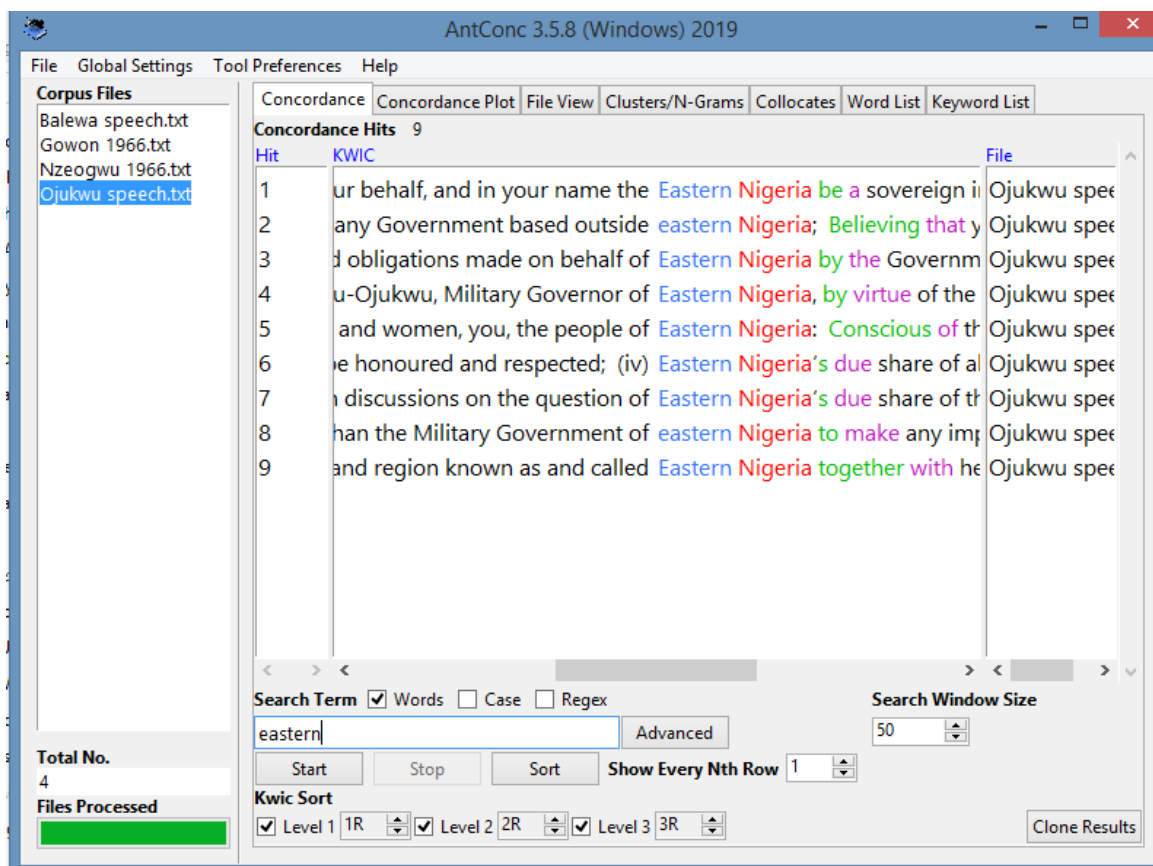 AntConc 3.5.8 (Windows) 2019
File Global Settings Tool Preferences Help
Corpus Files
Balewa speech.txt
Gowon 1966.txt
Nzeogwu 1966.txt
Ojukwu speech.txt
Total No.
4
Files Processed
Concordance Concordance Plot File View Clusters/N-Grams Collocates Word List Keyword List
Concordance Hits 9
Hit KWIC File
1 ur behalf, and in your name the Eastern Nigeria be a sovereign i Ojukwu spee
2 any Government based outside eastern Nigeria; Believing that y Ojukwu spee
3 d obligations made on behalf of Eastern Nigeria by the Governm Ojukwu spee
4 u-Ojukwu, Military Governor of Eastern Nigeria, by virtue of the Ojukwu spee
5 and women, you, the people of Eastern Nigeria: Conscious of th Ojukwu spee
6 be honoured and respected; (iv) Eastern Nigeria's due share of al Ojukwu spee
7 n discussions on the question of Eastern Nigeria's due share of th Ojukwu spee
8 han the Military Government of eastern Nigeria to make any imp Ojukwu spee
9 and region known as and called Eastern Nigeria together with he Ojukwu spee
Search Term Words Case Regex Search Window Size
eastern Advanced 50
Start Stop Sort Show Every Nth Row 1
Kwic Sort
Level 1 1R Level 2 2R Level 3 3R Clone Results